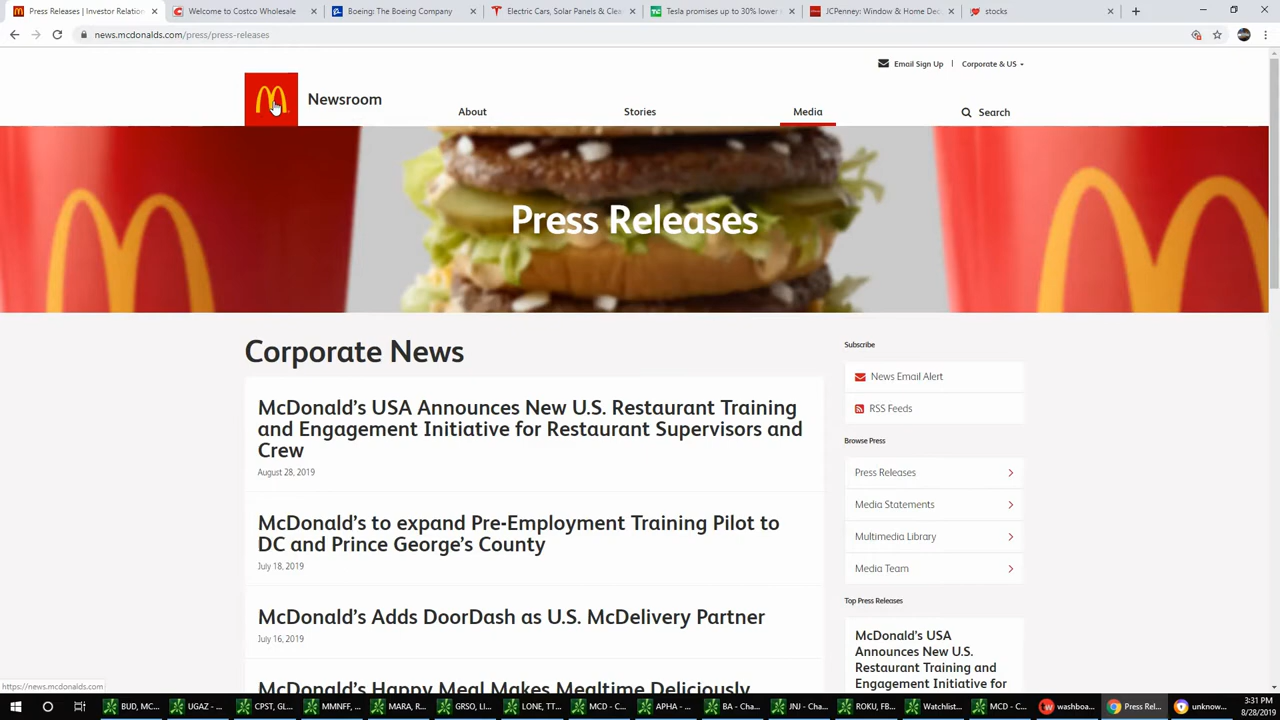 Press Releases | Investor Relation
Welcome to Costco Wholesale
Boeing: The Boeing Company
Electric Cars, Solar Panels & Cle
Tesla promises up to 30% lower
JCPenney: Window & Home De
stocks
news.mcdonalds.com/press/press-releases
Email Sign Up | Corporate & US
Newsroom
About
Stories
Media
Search
Press Releases
Corporate News
McDonald's USA Announces New U.S. Restaurant Training
and Engagement Initiative for Restaurant Supervisors and
Crew
August 28, 2019
McDonald's to expand Pre-Employment Training Pilot to
DC and Prince George's County
July 18, 2019
McDonald's Adds DoorDash as U.S. McDelivery Partner
July 16, 2019
McDonald's Happy Meal Makes Mealtime Deliciously
Subscribe
News Email Alert
RSS Feeds
Browse Press
Press Releases
Media Statements
Multimedia Library
Media Team
Top Press Releases
McDonald's USA
Announces New U.S.
Restaurant Training and
Engagement Initiative for
https://news.mcdonalds.com
BUD, MC...
UGAZ - ...
CPST, GL...
MMNFF, ...
MARA, R...
GRSO, LI...
LONE, TT...
MCD - C...
APHA - ...
BA - Cha...
JNJ - Cha...
ROKU, FB...
Watchlist...
MCD - C...
washboa...
Press Rel...
unknow...
3:31 PM
8/28/2019